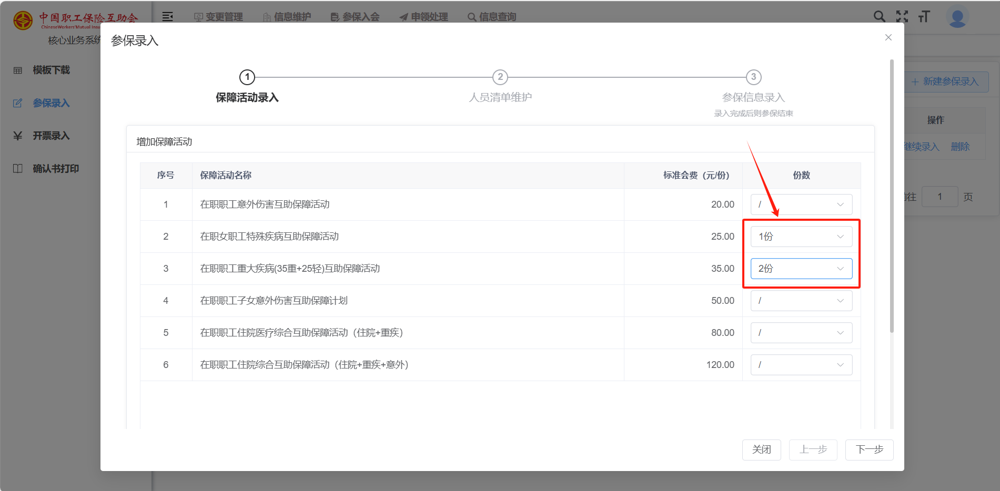 中国职工保险互助会
ChineseWorkers'Mutual Insu
核心业务系统
变更管理 信息维护 参保入会 申领处理 信息查询
模板下载
参保录入
开票录入
确认书打印
新建参保录入
操作
继续录入 删除
1 页
参保录入
1 2 3
保障活动录入 人员清单维护 参保信息录入
录入完成后则参保结束
增加保障活动
序号 保障活动名称 标准会费（元/份） 份数
1 在职职工意外伤害互助保障活动 20.00 /
2 在职女职工特殊疾病互助保障活动 25.00 1份
3 在职职工重大疾病(35重+25轻)互助保障活动 35.00 2份
4 在职职工子女意外伤害互助保障计划 50.00 /
5 在职职工住院医疗综合互助保障活动（住院+重疾） 80.00 /
6 在职职工住院综合互助保障活动（住院+重疾+意外） 120.00 /
关闭 上一步 下一步